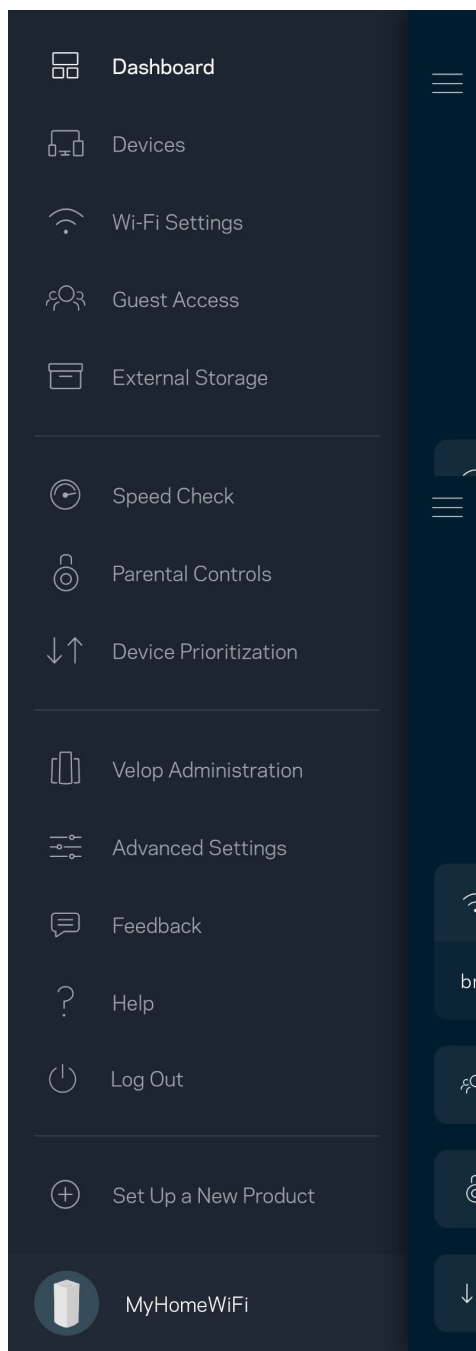 Dashboard
Devices
Wi-Fi Settings
Guest Access
External Storage
Speed Check
Parental Controls
Device Prioritization
Velop Administration
Advanced Settings
Feedback
Help
Log Out
Set Up a New Product
MyHomeWiFi